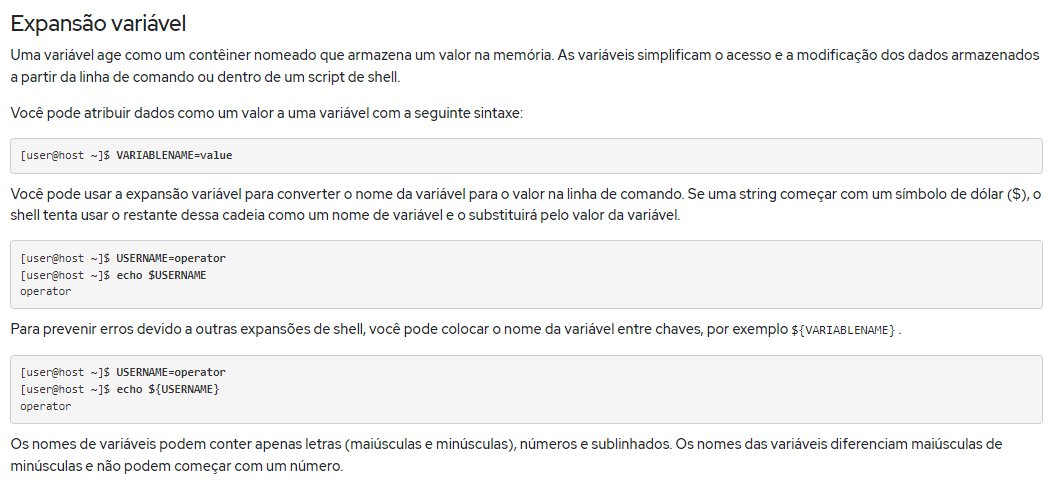 Expansão variável
Uma variável age como um contêiner nomeado que armazena um valor na memória. As variáveis simplificam o acesso e a modificação dos dados armazenados
a partir da linha de comando ou dentro de um script de shell.
Você pode atribuir dados como um valor a uma variável com a seguinte sintaxe:
[user@host ~]$ VARIABLENAME=value
Você pode usar a expansão variável para converter o nome da variável para o valor na linha de comando. Se uma string começar com um símbolo de dólar ($), o
shell tenta usar o restante dessa cadeia como um nome de variável e o substituirá pelo valor da variável.
[user@host ~]$ USERNAME=operator
[user@host ~]$ echo $USERNAME
operator
Para prevenir erros devido a outras expansões de shell, você pode colocar o nome da variável entre chaves, por exemplo ${VARIABLENAME} .
[user@host ~]$ USERNAME=operator
[user@host ~]$ echo ${USERNAME}
operator
Os nomes de variáveis podem conter apenas letras (maiúsculas e minúsculas), números e sublinhados. Os nomes das variáveis diferenciam maiúsculas de
minúsculas e não podem começar com um número.